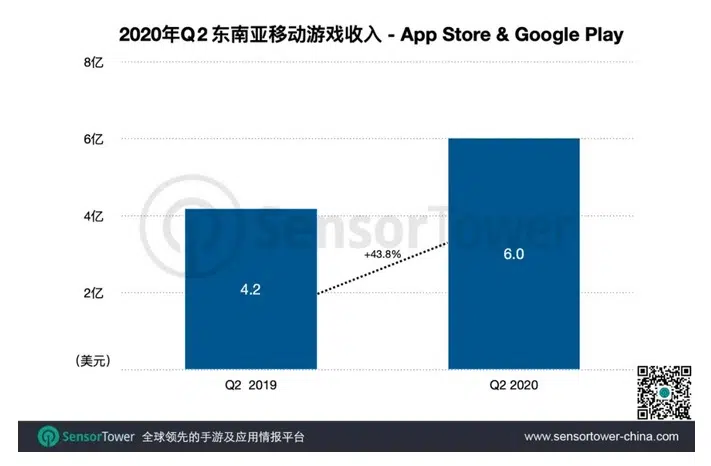 2020年Q2 东南亚移动游戏收入 - App Store & Google Play
8亿
6亿
4亿
2亿
(美元)
SensorTower
+43.8%
4.2
6.0
Q2 2019
Q2 2020
SensorTower 全球领先的手游及应用情报平台
www.sensortower-china.com